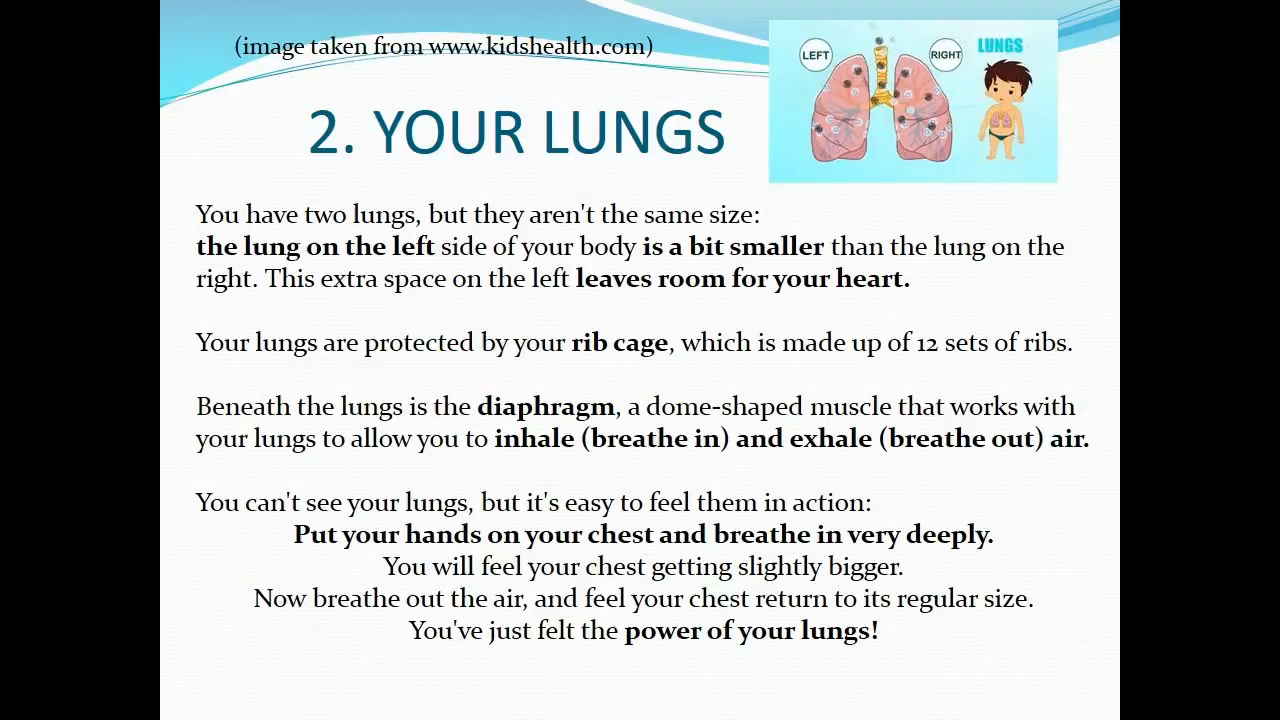 (image taken from www.kidshealth.com)
LEFT
RIGHT
LUNGS
2. YOUR LUNGS
You have two lungs, but they aren't the same size:
the lung on the left side of your body is a bit smaller than the lung on the
right. This extra space on the left leaves room for your heart.
Your lungs are protected by your rib cage, which is made up of 12 sets of ribs.
Beneath the lungs is the diaphragm, a dome-shaped muscle that works with
your lungs to allow you to inhale (breathe in) and exhale (breathe out) air.
You can't see your lungs, but it's easy to feel them in action:
Put your hands on your chest and breathe in very deeply.
You will feel your chest getting slightly bigger.
Now breathe out the air, and feel your chest return to its regular size.
You've just felt the power of your lungs!